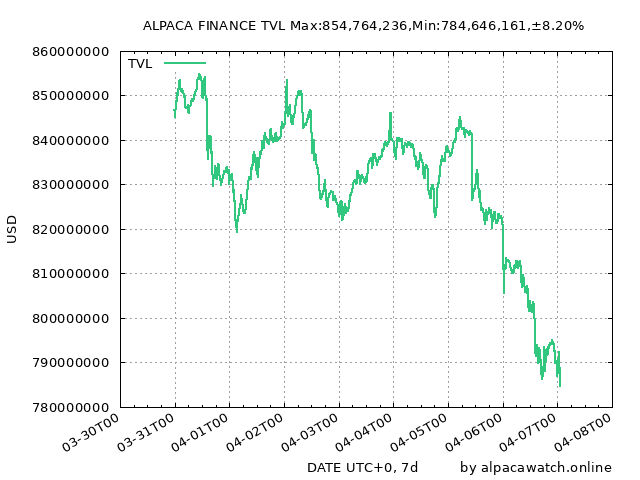 ALPACA FINANCE TVL Max:854,764,236,Min:784,646,161,±8.20%
860000000
TVL
850000000
840000000
830000000
820000000
810000000
800000000
790000000
780000000
USD
03-30T00
03-31T00
04-01T00
04-02T00
04-03T00
04-04T00
04-05T00
04-06T00
04-07T00
04-08T00
DATE UTC+0, 7d
by alpacawatch.online